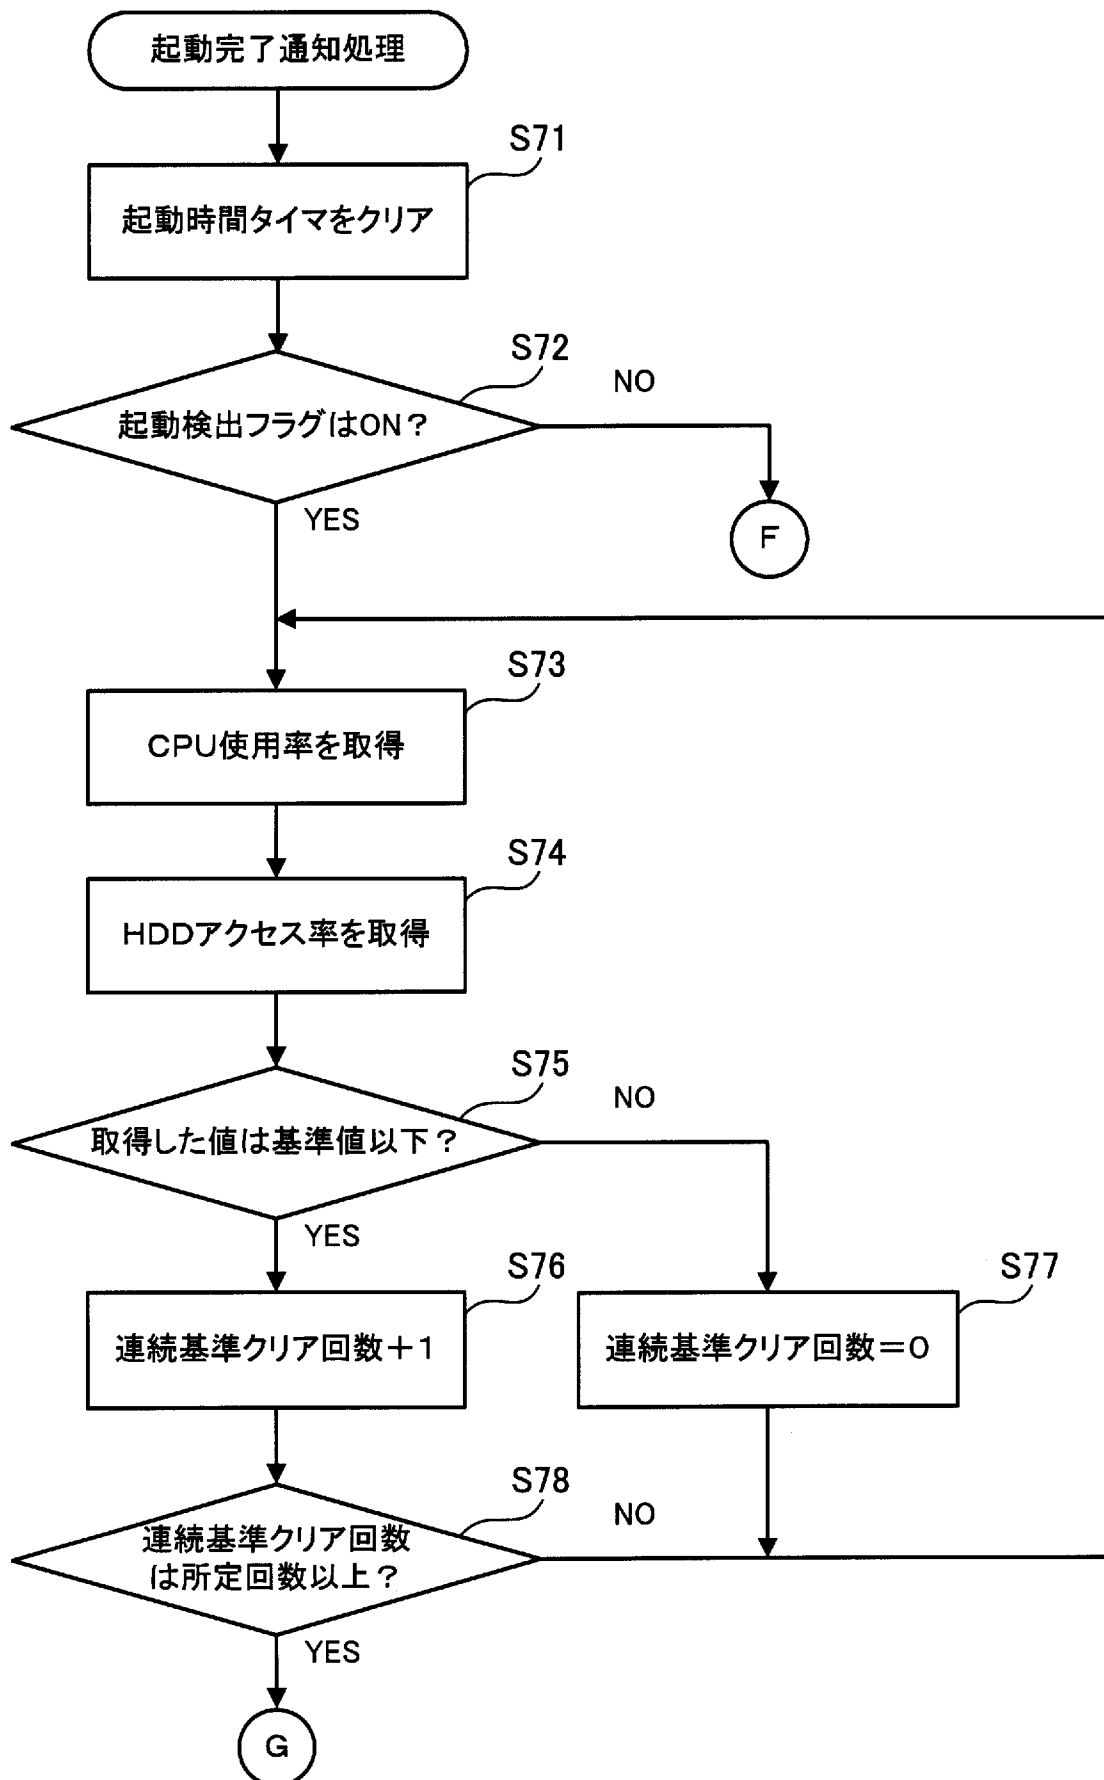 起動完了通知処理
S71
起動時間タイマをクリア
S72
NO
起動検出フラグはON？
YES
F
S73
CPU使用率を取得
S74
HDDアクセス率を取得
S75
NO
取得した値は基準値以下？
YES
S76
S77
連続基準クリア回数＋1
連続基準クリア回数＝0
S78
NO
連続基準クリア回数
は所定回数以上？
YES
G